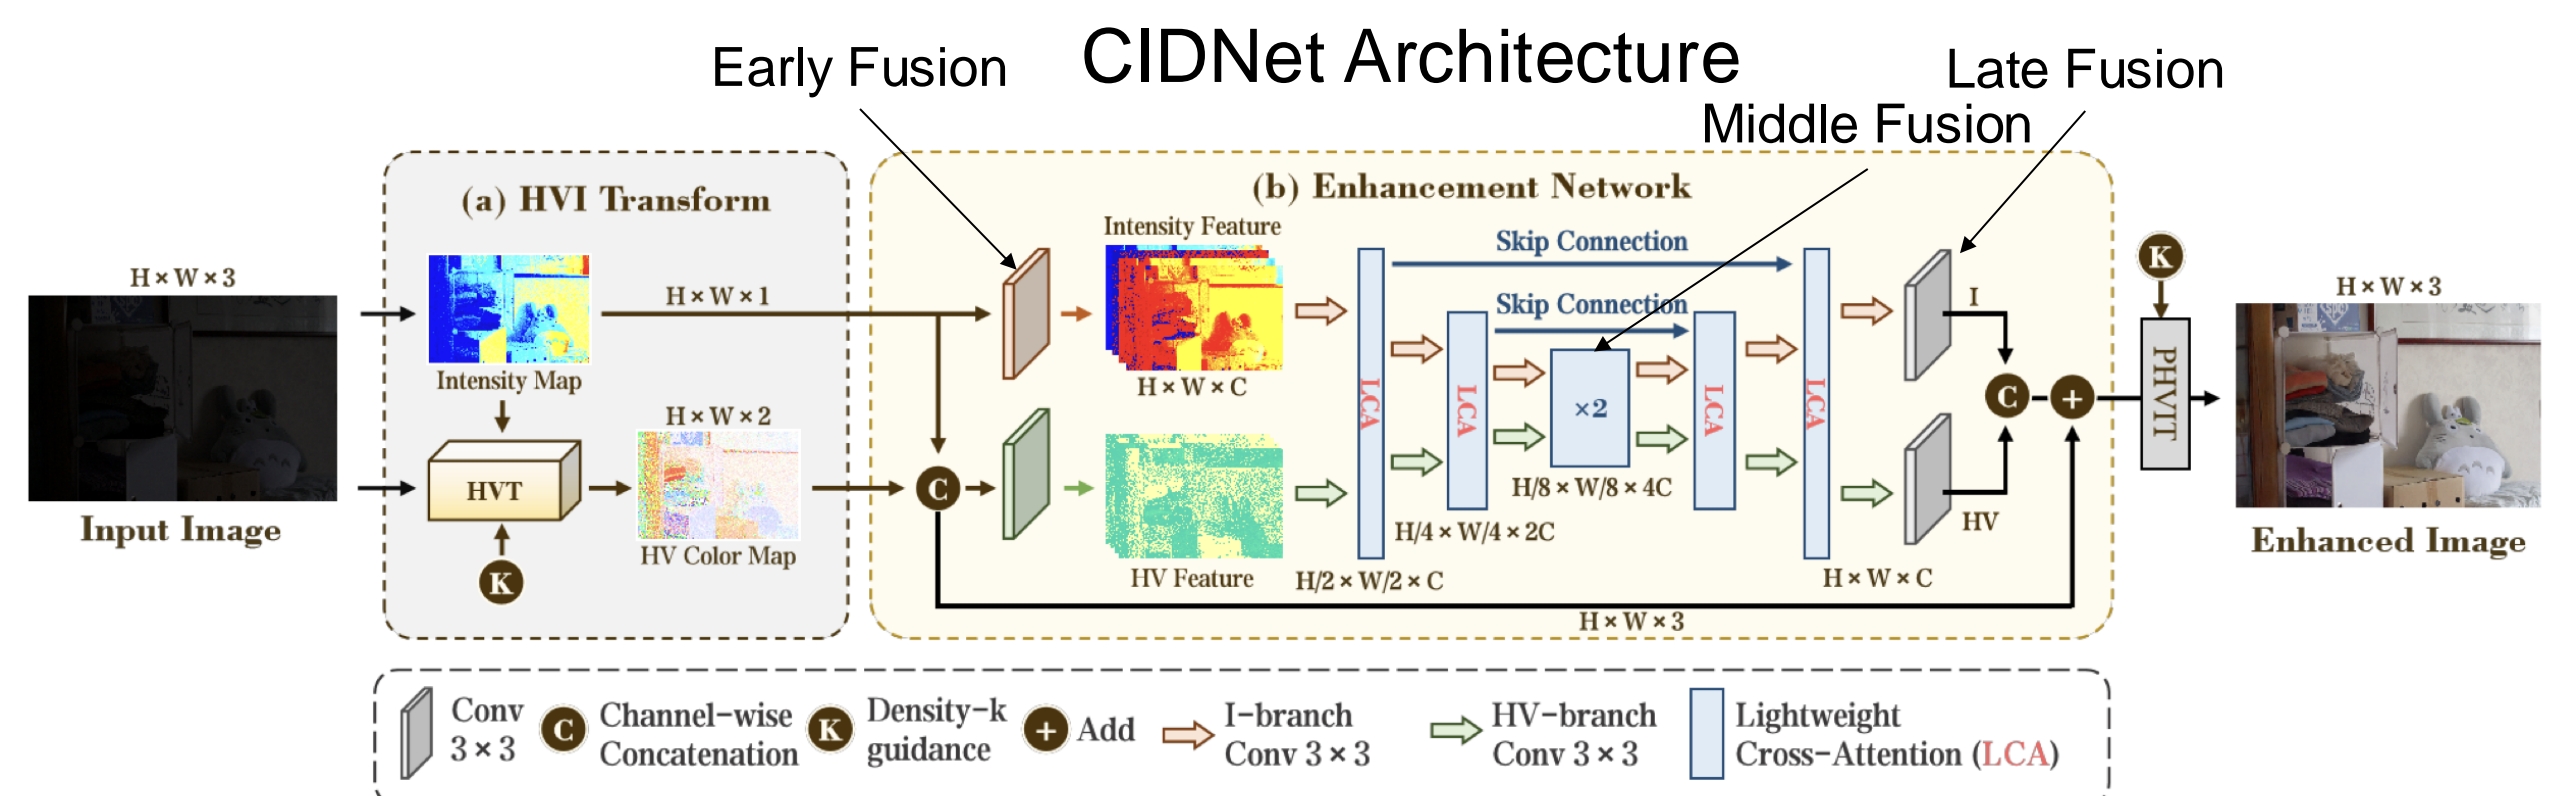 CIDNet Architecture
Early Fusion
Late Fusion
Middle Fusion
(a) HVI Transform
(b) Enhancement Network
H × W × 3
Input Image
Intensity Map
H × W × 1
HVT
K
H × W × 2
HV Color Map
C
Intensity Feature
H × W × C
HV Feature
Skip Connection
Skip Connection
LCA
LCA
×2
LCA
LCA
H/2 × W/2 × C
H/4 × W/4 × 2C
H/8 × W/8 × 4C
H × W × C
I
HV
C
+
H × W × 3
K
PHVIT
H × W × 3
Enhanced Image
Conv
3 × 3
C
Channel-wise
Concatenation
K
Density-k
guidance
+
Add
I-branch
Conv 3 × 3
HV-branch
Conv 3 × 3
Lightweight
Cross-Attention (LCA)